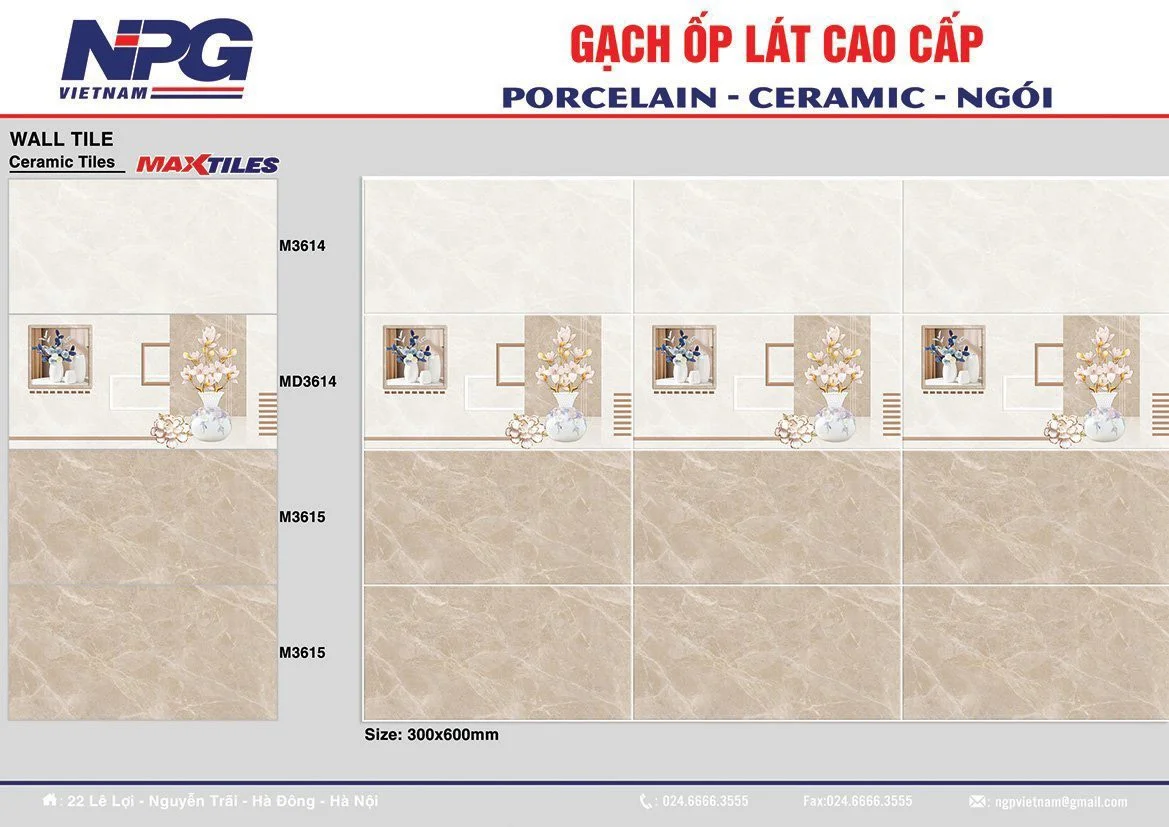 NPG
VIETNAM
GẠCH ỐP LÁT CAO CẤP
PORCELAIN - CERAMIC - NGÓI
WALL TILE
Ceramic Tiles MAXTILES
M3614
MD3614
M3615
M3615
Size: 300x600mm
: 22 Lê Lợi - Nguyễn Trãi - Hà Đông - Hà Nội
: 024.6666.3555
Fax:024.6666.3555
: ngpvietnam@gmail.com